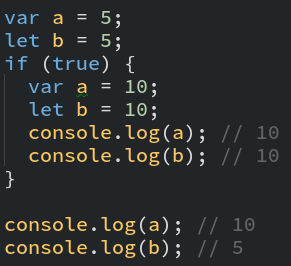 var a = 5;
let b = 5;
if (true) {
  var a = 10;
  let b = 10;
  console.log(a); // 10
  console.log(b); // 10
}

console.log(a); // 10
console.log(b); // 5